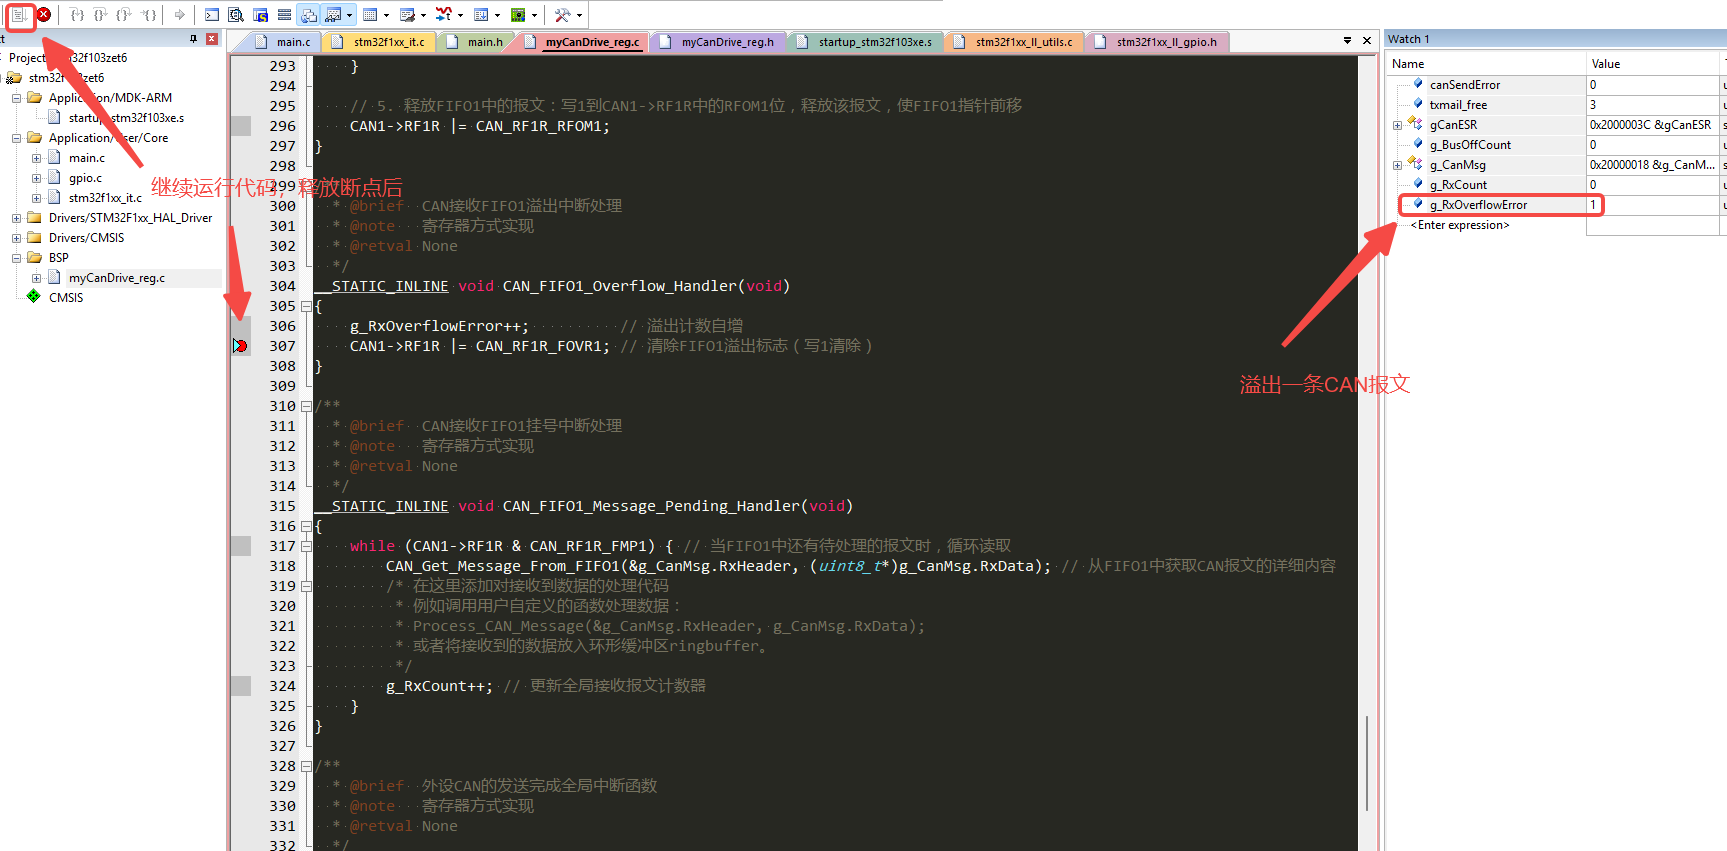 main.c
stm32f1xx_it.c
main.h
myCanDrive_reg.c
myCanDrive_reg.h
startup_stm32f103xe.s
stm32f1xx_ll_utils.c
stm32f1xx_ll_gpio.h
Project
32f103zet6
Application/MDK-ARM
Drivers/STM32F1xx_HAL_Driver
Drivers/CMSIS
BSP
main.c
gpio.c
stm32f1xx_it.c
myCanDrive_reg.c
CMSIS
继续运行代码，释放断点后
293 }
294
295 // 5. 释放FIFO1中的报文：写1到CAN1->RF1R中的RFOM1位，释放该报文，使FIFO1指针前移
296 CAN1->RF1R |= CAN_RF1R_RFOM1;
297 }
298
299
300 * @brief CAN接收FIFO1溢出中断处理
301 * @note 寄存器方式实现
302 * @retval None
303 */
304 __STATIC_INLINE void CAN_FIFO1_Overflow_Handler(void)
305 {
306 g_RxOverflowError++; // 溢出计数自增
307 CAN1->RF1R |= CAN_RF1R_FOVR1; // 清除FIFO1溢出标志（写1清除）
308 }
309
310 /**
311 * @brief CAN接收FIFO1挂号中断处理
312 * @note 寄存器方式实现
313 * @retval None
314 */
315 __STATIC_INLINE void CAN_FIFO1_Message_Pending_Handler(void)
316 {
317 while (CAN1->RF1R & CAN_RF1R_FMP1) { // 当FIFO1中还有待处理的报文时，循环读取
318 CAN_Get_Message_From_FIFO1(&g_CanMsg.RxHeader, (uint8_t*)g_CanMsg.RxData); // 从FIFO1中获取CAN报文的详细内容
319 /* 在这里添加对接收到数据的处理代码
320 * 例如调用用户自定义的函数处理数据：
321 * Process_CAN_Message(&g_CanMsg.RxHeader, g_CanMsg.RxData);
322 * 或者将接收到的数据放入环形缓冲区ringbuffer。
323 */
324 g_RxCount++; // 更新全局接收报文计数器
325 }
326 }
327
328 /**
329 * @brief 外设CAN的发送完成全局中断函数
330 * @note 寄存器方式实现
331 * @retval None
332 */
Watch 1
Name Value
canSendError 0
txmail_free 3
gCanESR 0x2000003C &gCanESR
g_BusOffCount 0
g_CanMsg 0x20000018 &g_CanM...
g_RxCount 0
g_RxOverflowError 1
<Enter expression>
溢出一条CAN报文